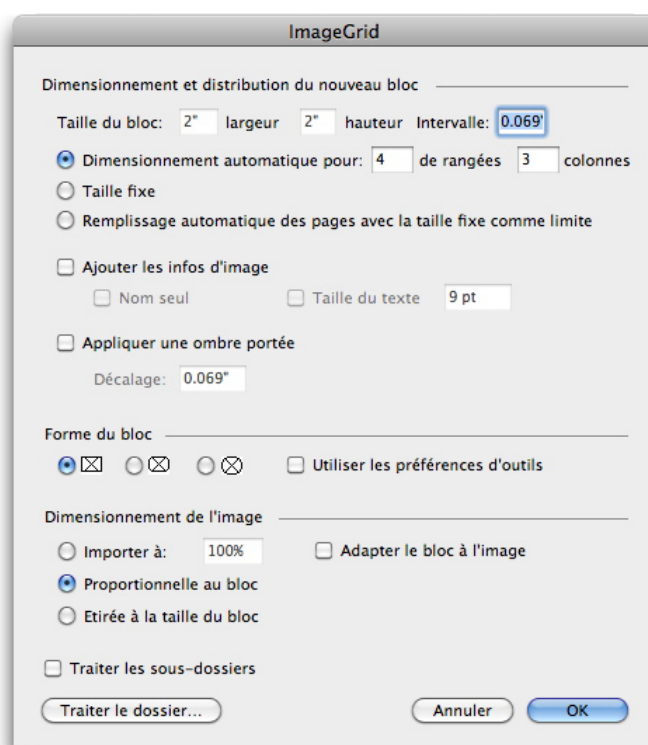 ImageGrid
Dimensionnement et distribution du nouveau bloc
Taille du bloc: 2" largeur 2" hauteur Intervalle: 0.069"
Dimensionnement automatique pour: 4 de rangées 3 colonnes
Taille fixe
Remplissage automatique des pages avec la taille fixe comme limite
Ajouter les infos d'image
Nom seul Taille du texte 9 pt
Appliquer une ombre portée
Décalage: 0.069"
Forme du bloc
Utiliser les préférences d'outils
Dimensionnement de l'image
Importer à: 100% Adapter le bloc à l'image
Proportionnelle au bloc
Etirée à la taille du bloc
Traiter les sous-dossiers
Traiter le dossier... Annuler OK